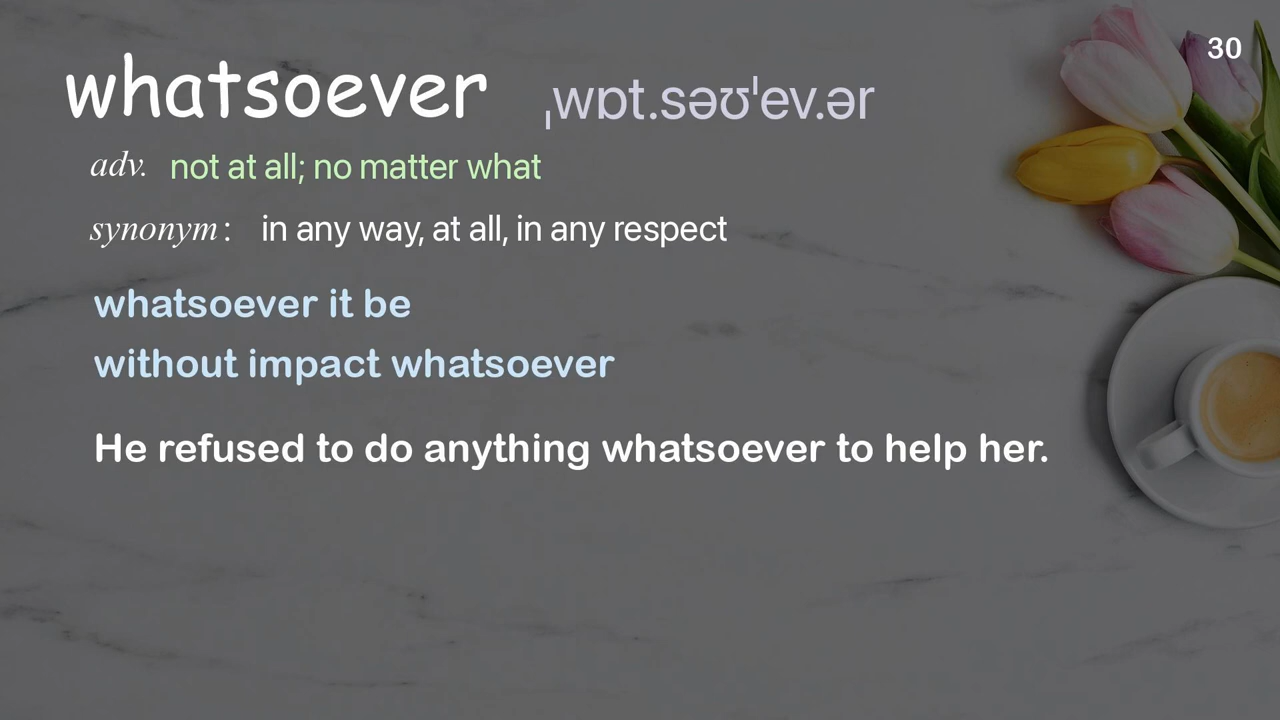 30
whatsoever ˌwɒt.səʊˈev.ər
adv. not at all; no matter what
synonym: in any way, at all, in any respect
whatsoever it be
without impact whatsoever
He refused to do anything whatsoever to help her.